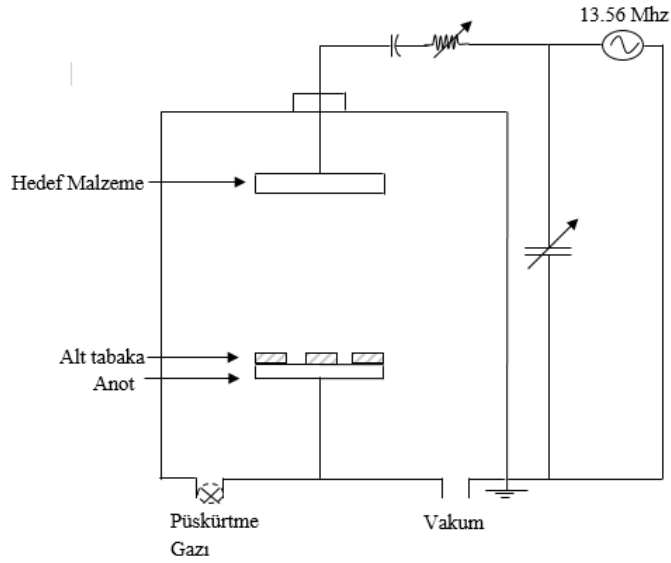 13.56 Mhz
Hedef Malzeme
Alt tabaka
Anot
Püskürtme
Gazı
Vakum